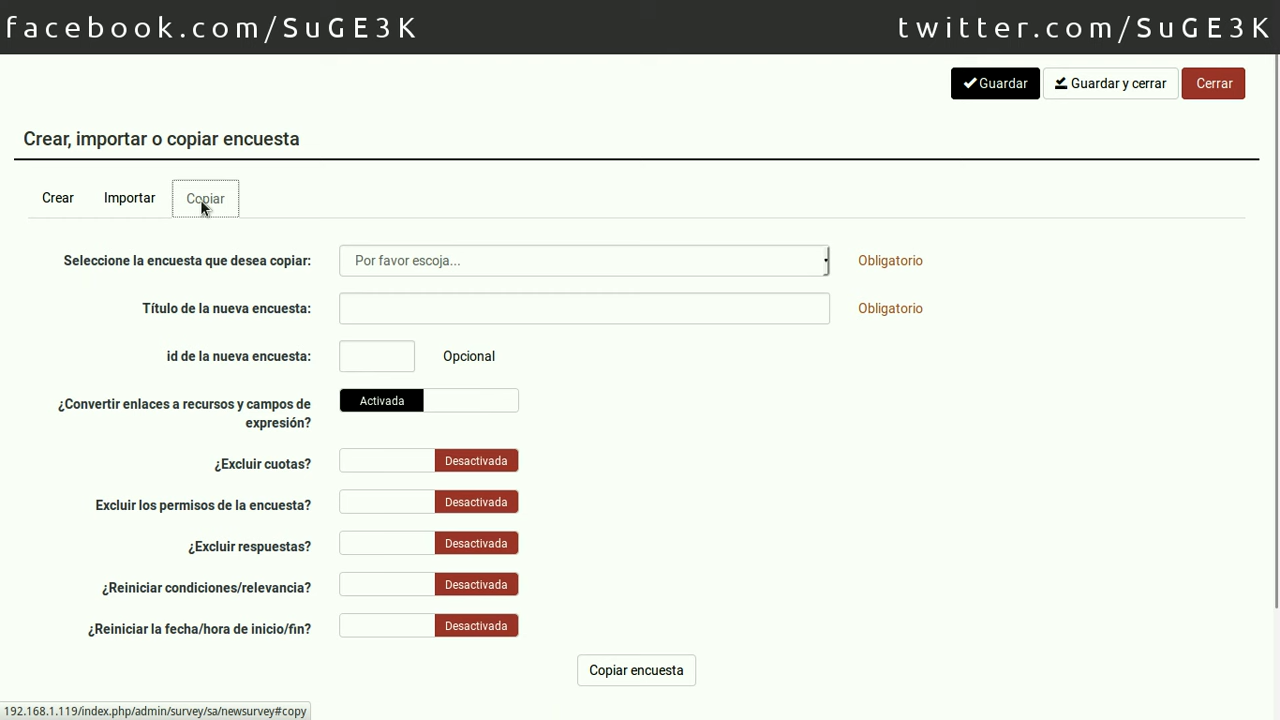 facebook.com/SuGE3K
twitter.com/SuGE3K
Guardar
Guardar y cerrar
Cerrar
Crear, importar o copiar encuesta
Crear
Importar
Copiar
Seleccione la encuesta que desea copiar:
Por favor escoja...
Obligatorio
Título de la nueva encuesta:
Obligatorio
id de la nueva encuesta:
Opcional
¿Convertir enlaces a recursos y campos de
expresión?
Activada
¿Excluir cuotas?
Desactivada
Excluir los permisos de la encuesta?
Desactivada
¿Excluir respuestas?
Desactivada
¿Reiniciar condiciones/relevancia?
Desactivada
¿Reiniciar la fecha/hora de inicio/fin?
Desactivada
Copiar encuesta
192.168.1.119/index.php/admin/survey/sa/newsurvey#copy